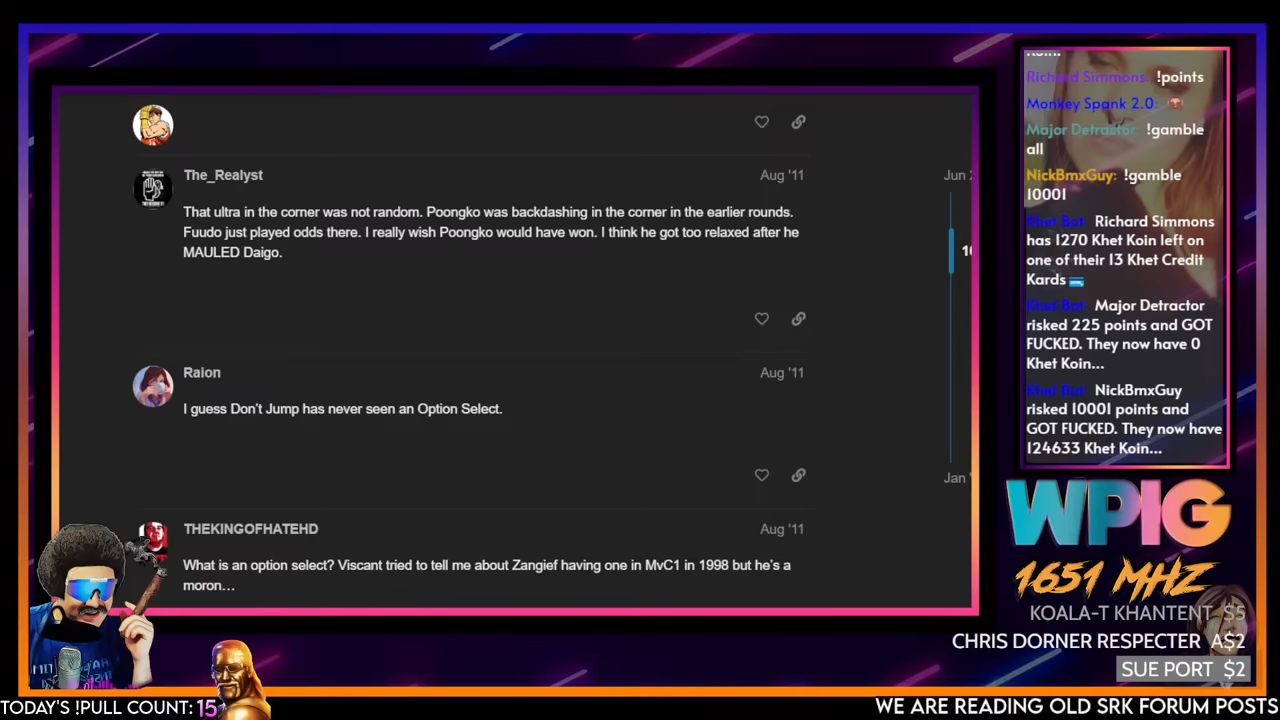 The_Realyst
Aug '11
That ultra in the corner was not random. Poongko was backdashing in the corner in the earlier rounds.
Fuudo just played odds there. I really wish Poongko would have won. I think he got too relaxed after he
MAULED Daigo.
Raion
Aug '11
I guess Don't Jump has never seen an Option Select.
THEKINGOFHATEHD
Aug '11
What is an option select? Viscant tried to tell me about Zangief having one in MvC1 in 1998 but he's a
moron…
Jun 2
Jan '
Koin.
Richard Simmons: !points
Monkey Spank 2.0:
Major Detractor: !gamble
all
NickBmxGuy: !gamble
10001
Khet Bot: Richard Simmons
has 1270 Khet Koin left on
one of their 13 Khet Credit
Kards
Khet Bot: Major Detractor
risked 225 points and GOT
FUCKED. They now have 0
Khet Koin...
Khet Bot: NickBmxGuy
risked 10001 points and
GOT FUCKED. They now have
124633 Khet Koin...
WPIG
1651 MHZ
KOALA-T KHANTENT $5
CHRIS DORNER RESPECTER A$2
SUE PORT $2
TODAY'S !PULL COUNT: 15
WE ARE READING OLD SRK FORUM POSTS